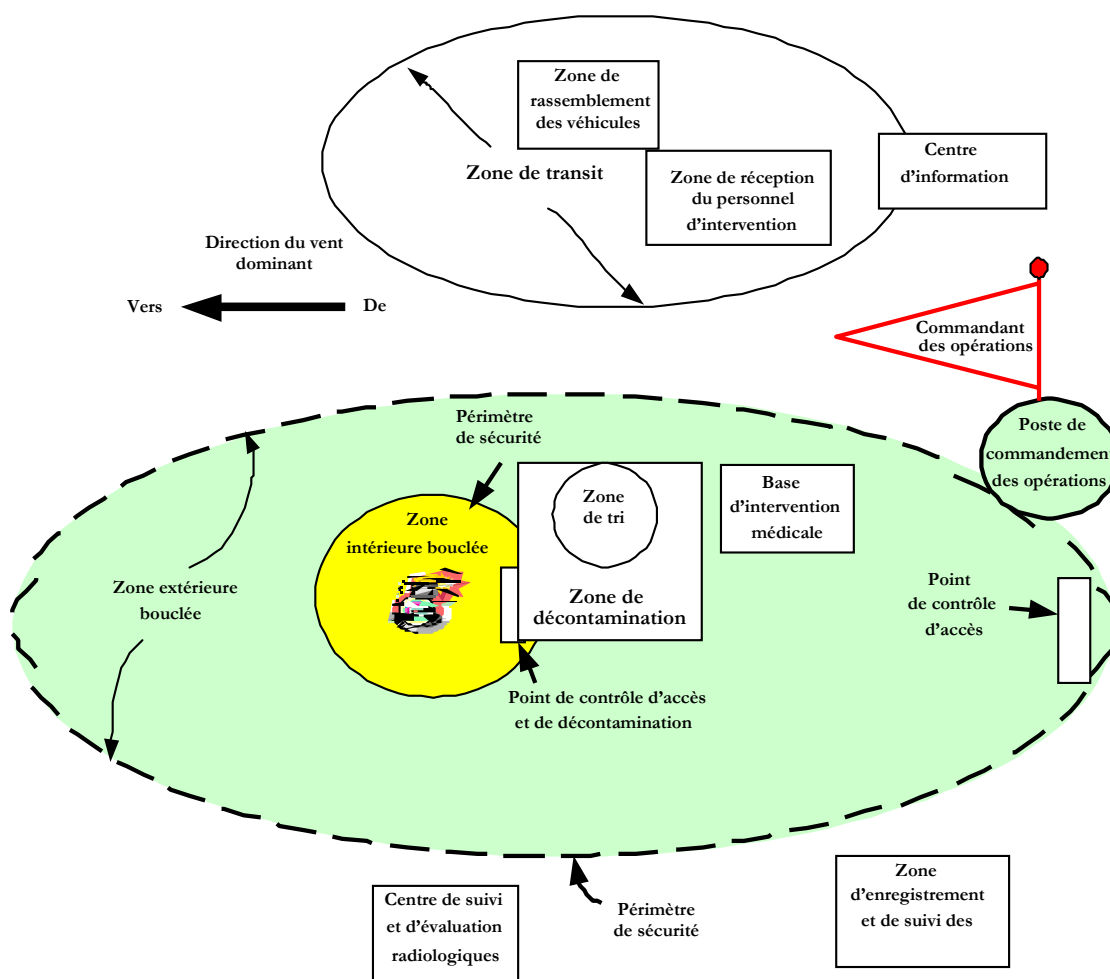 Zone de
rassemblement
des véhicules
Zone de transit
Zone de réception
du personnel
d'intervention
Centre
d'information
Direction du vent
dominant
Vers
De
Commandant
des opérations
Poste de
commandement
des opérations
Périmètre
de sécurité
Zone
intérieure bouclée
Zone
de tri
Zone de
décontamination
Base
d'intervention
médicale
Zone extérieure
bouclée
Point
de contrôle
d'accès
Point de contrôle d'accès
et de décontamination
Centre de suivi
et d'évaluation
radiologiques
Périmètre
de sécurité
Zone
d'enregistrement
et de suivi des